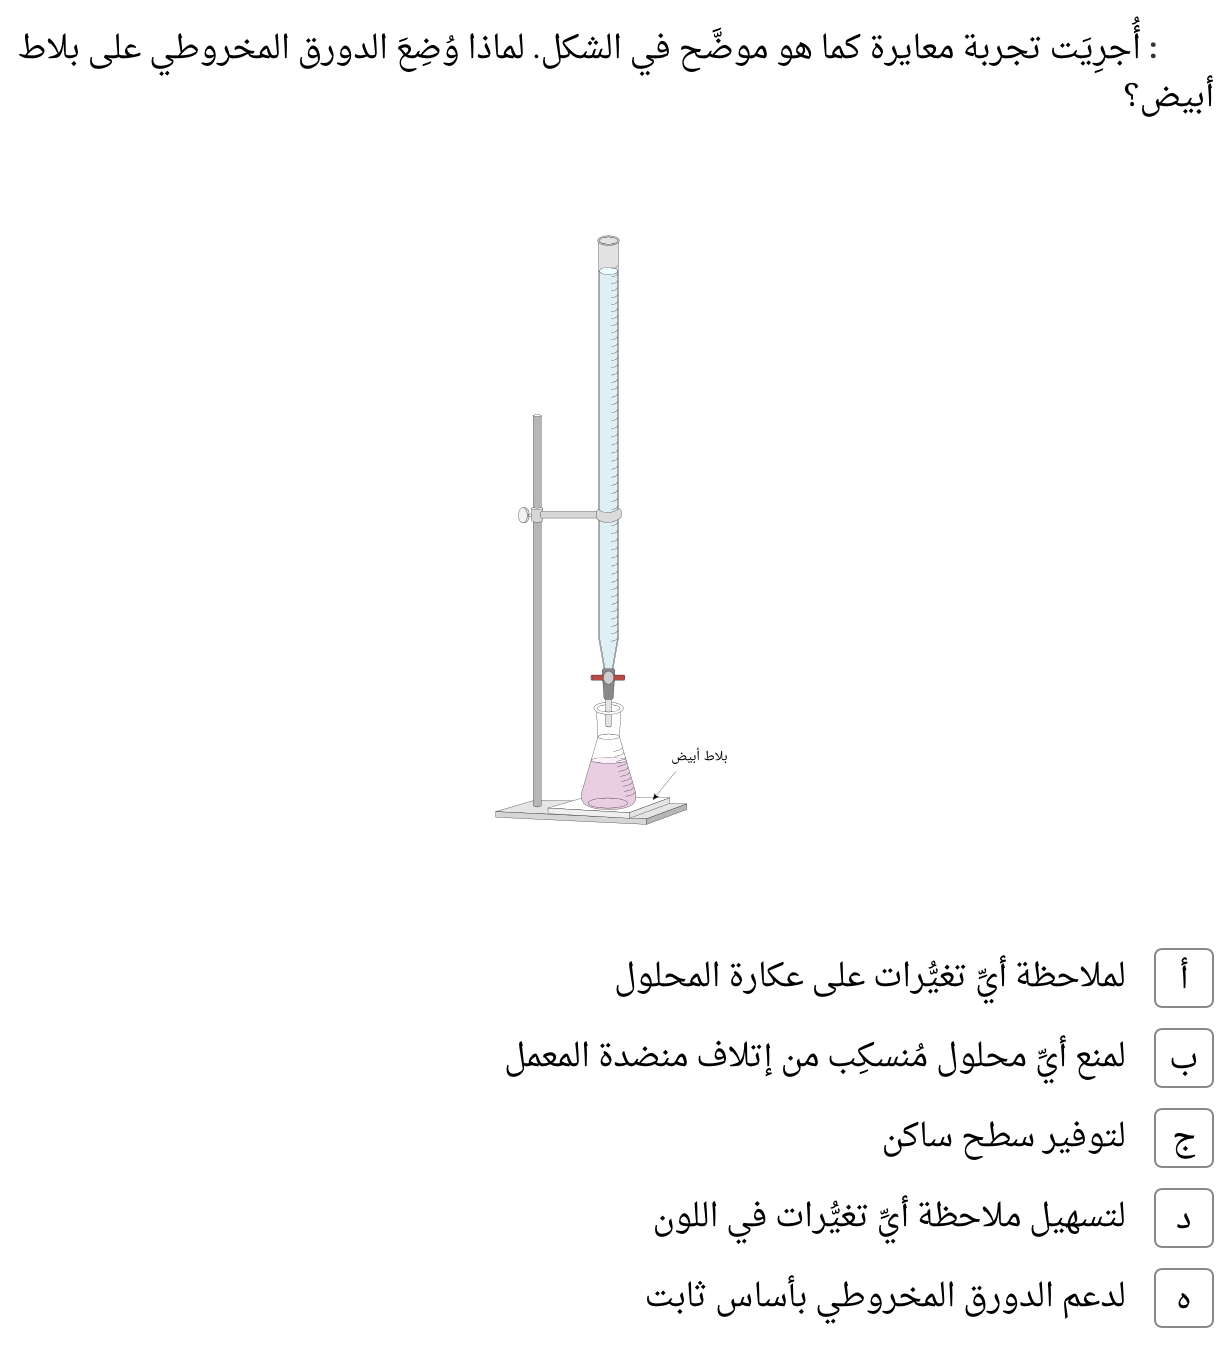 : أُجرِيَت تجربة معايرة كما هو موضَّح في الشكل. لماذا وُضِعَ الدورق المخروطي على بلاط
أبيض؟
بلاط أبيض
أ لملاحظة أيِّ تغيُّرات على عكارة المحلول
ب لمنع أيِّ محلول مُنسكِب من إتلاف منضدة المعمل
ج لتوفير سطح ساكن
د لتسهيل ملاحظة أيِّ تغيُّرات في اللون
ه لدعم الدورق المخروطي بأساس ثابت